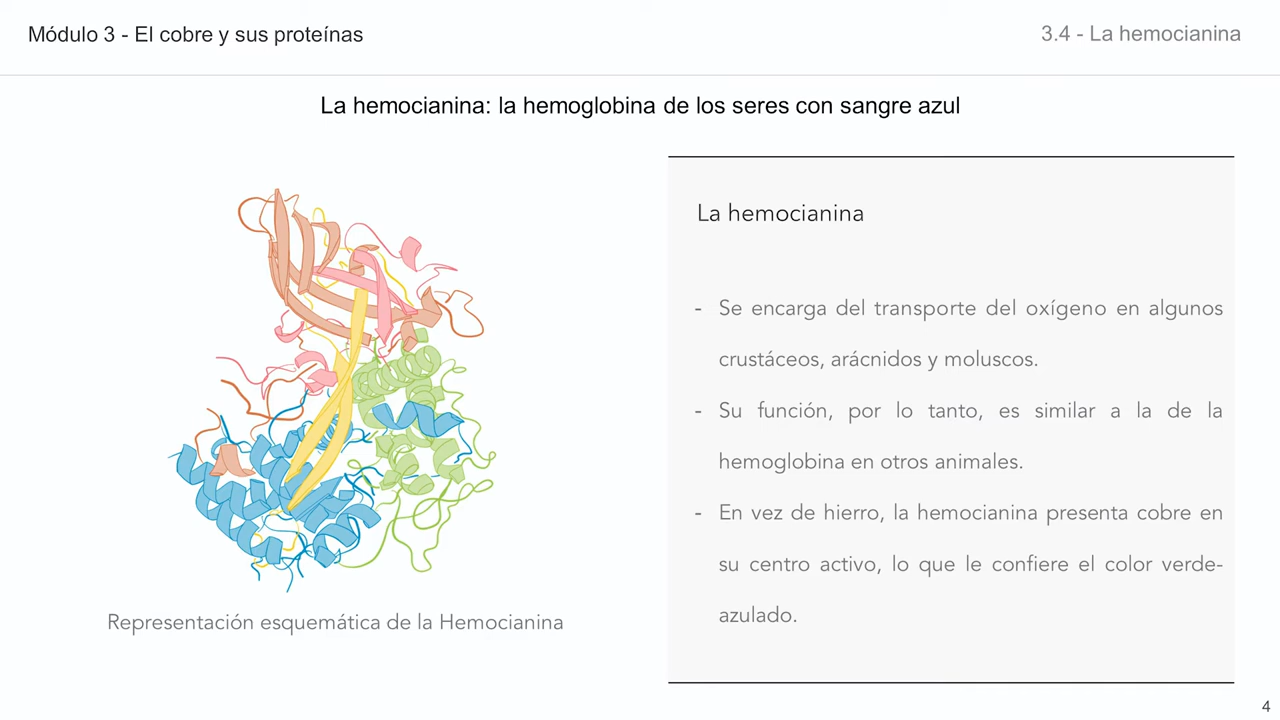 Módulo 3 - El cobre y sus proteínas
3.4 - La hemocianina
La hemocianina: la hemoglobina de los seres con sangre azul
La hemocianina
- Se encarga del transporte del oxígeno en algunos
crustáceos, arácnidos y moluscos.
- Su función, por lo tanto, es similar a la de la
hemoglobina en otros animales.
- En vez de hierro, la hemocianina presenta cobre en
su centro activo, lo que le confiere el color verde-
azulado.
Representación esquemática de la Hemocianina
4